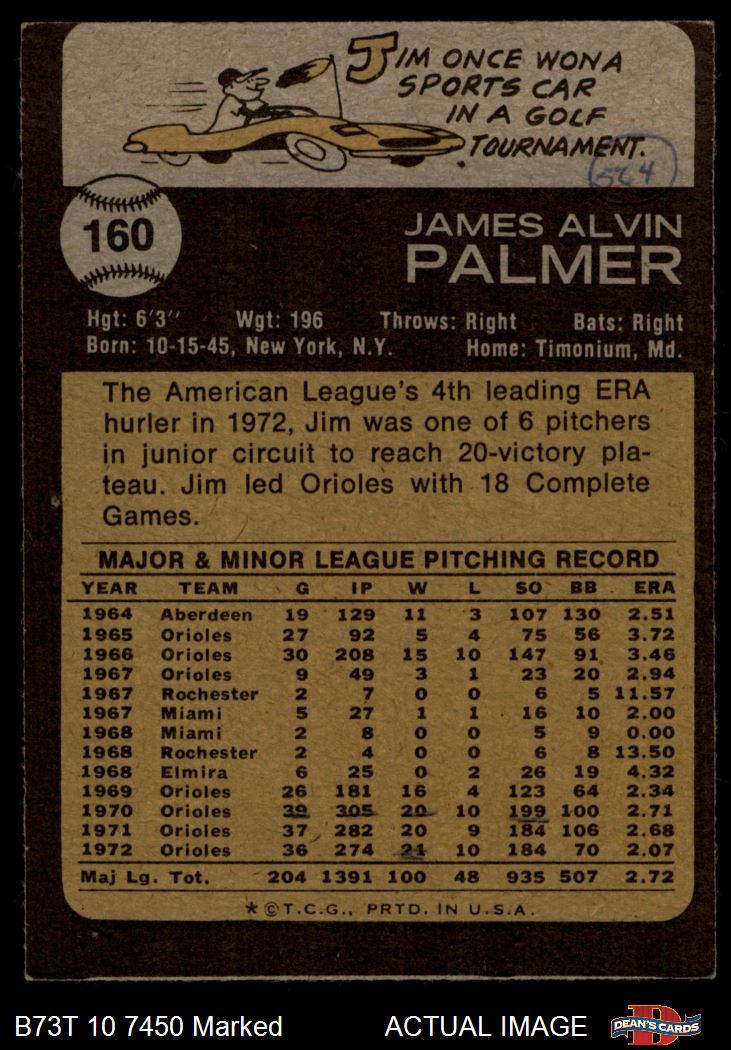 JIM ONCE WON A
SPORTS CAR
IN A GOLF
TOURNAMENT.
564
160
JAMES ALVIN
PALMER
Hgt: 6'3" Wgt: 196 Throws: Right Bats: Right
Born: 10-15-45, New York, N.Y. Home: Timonium, Md.
The American League's 4th leading ERA
hurler in 1972, Jim was one of 6 pitchers
in junior circuit to reach 20-victory pla-
teau. Jim led Orioles with 18 Complete
Games.
MAJOR & MINOR LEAGUE PITCHING RECORD
YEAR TEAM G IP W L SO BB ERA
1964 Aberdeen 19 129 11 3 107 130 2.51
1965 Orioles 27 92 5 4 75 56 3.72
1966 Orioles 30 208 15 10 147 91 3.46
1967 Orioles 9 49 3 1 23 20 2.94
1967 Rochester 2 7 0 0 6 5 11.57
1967 Miami 5 27 1 1 16 10 2.00
1968 Miami 2 8 0 0 5 9 0.00
1968 Rochester 2 4 0 0 6 8 13.50
1968 Elmira 6 25 0 2 26 19 4.32
1969 Orioles 26 181 16 4 123 64 2.34
1970 Orioles 39 305 20 10 199 100 2.71
1971 Orioles 37 282 20 9 184 106 2.68
1972 Orioles 36 274 21 10 184 70 2.07
Maj Lg. Tot. 204 1391 100 48 935 507 2.72
*©T.C.G., PRTD. IN U.S.A.
B73T 10 7450 Marked ACTUAL IMAGE
D
DEAN'S CARDS